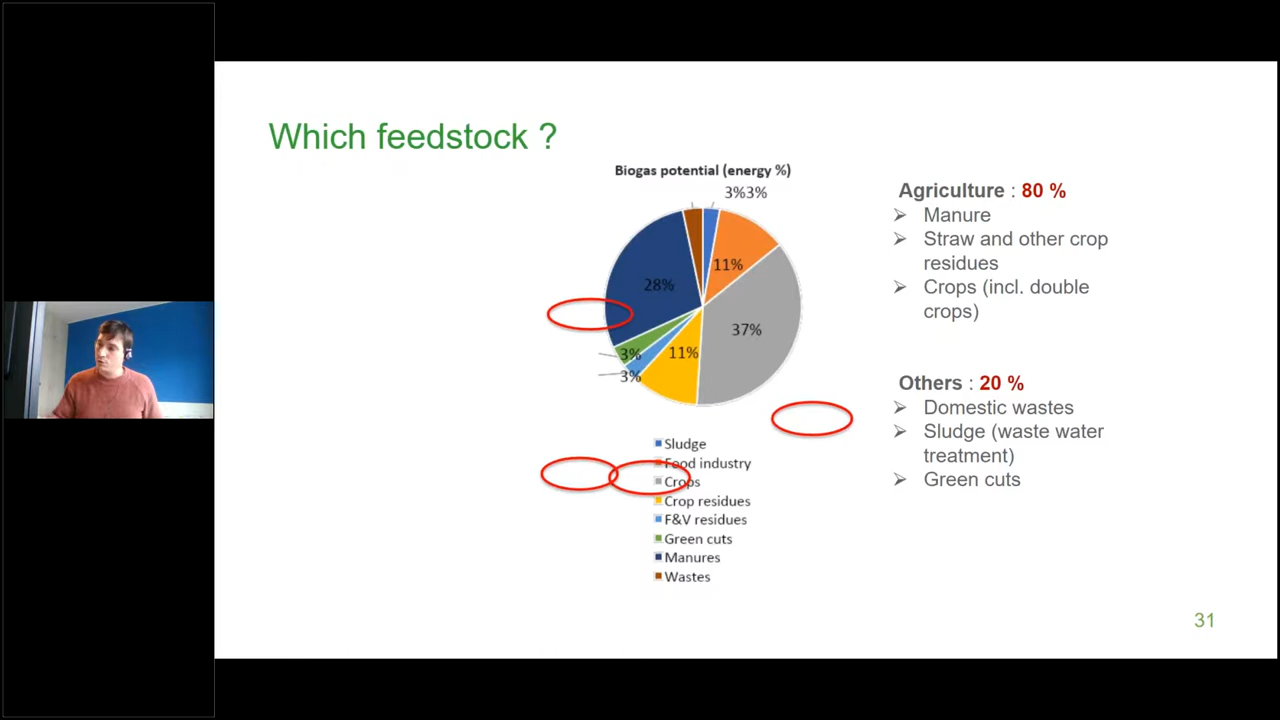 Which feedstock ?
Biogas potential (energy %)
3%3%
11%
28%
37%
11%
3%
3%
Sludge
Food industry
Crops
Crop residues
F&V residues
Green cuts
Manures
Wastes
Agriculture : 80 %
Manure
Straw and other crop
residues
Crops (incl. double
crops)
Others : 20 %
Domestic wastes
Sludge (waste water
treatment)
Green cuts
31